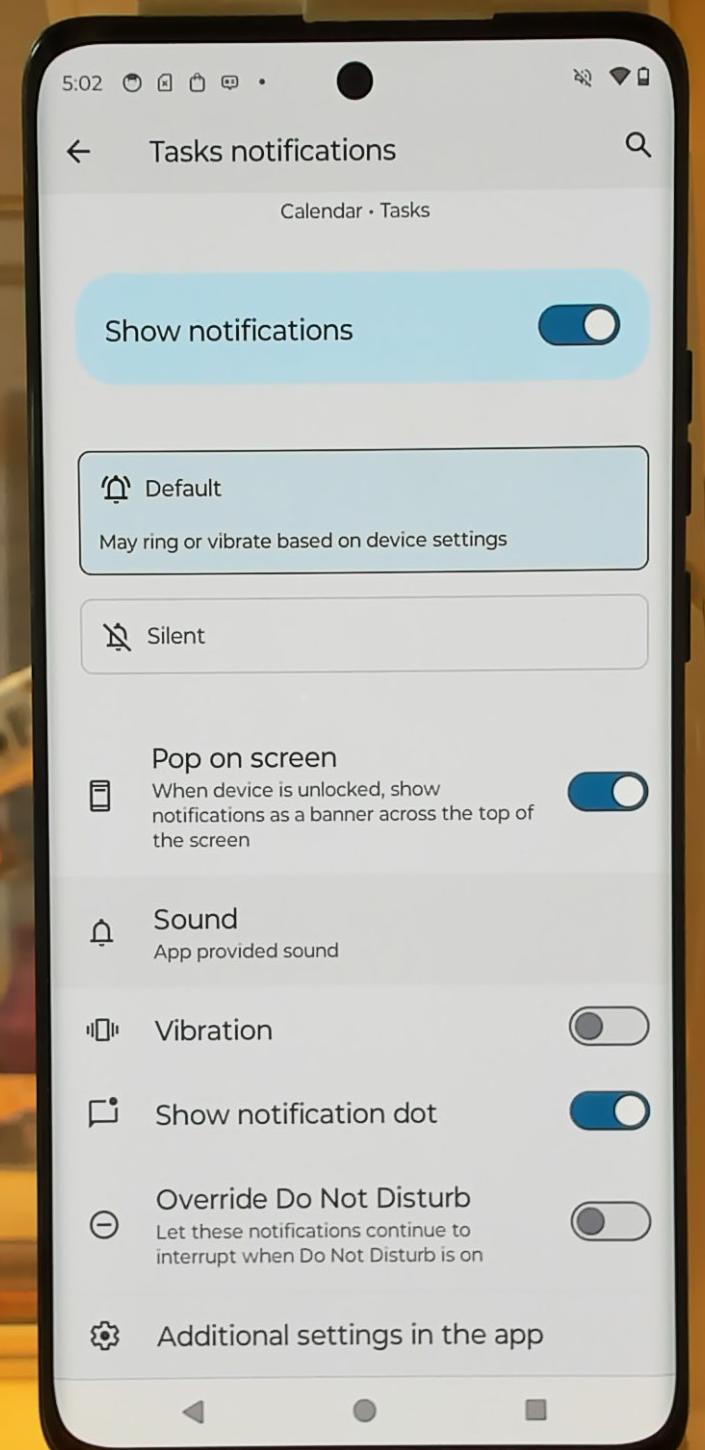 5:02
Tasks notifications
Calendar • Tasks
Show notifications
Default
May ring or vibrate based on device settings
Silent
Pop on screen
When device is unlocked, show
notifications as a banner across the top of
the screen
Sound
App provided sound
Vibration
Show notification dot
Override Do Not Disturb
Let these notifications continue to
interrupt when Do Not Disturb is on
Additional settings in the app